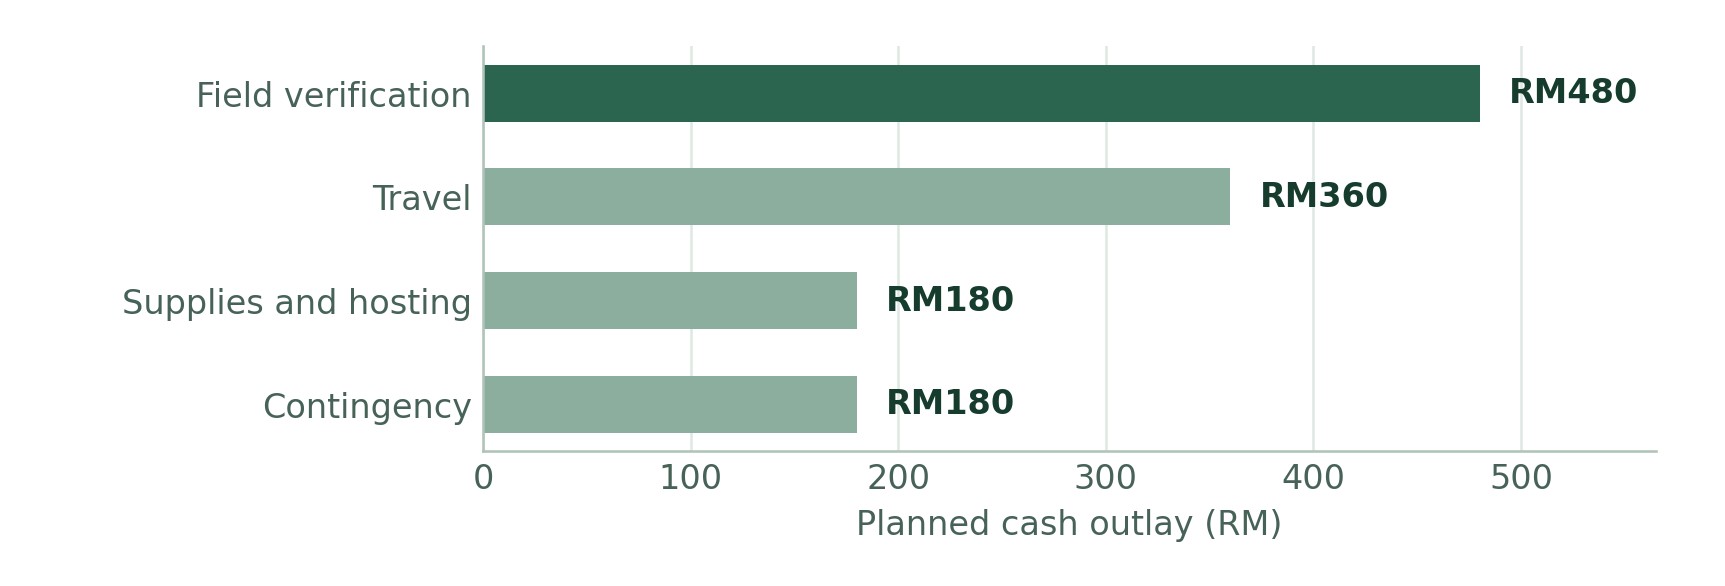 Field verification RM480
Travel RM360
Supplies and hosting RM180
Contingency RM180
0 100 200 300 400 500
Planned cash outlay (RM)